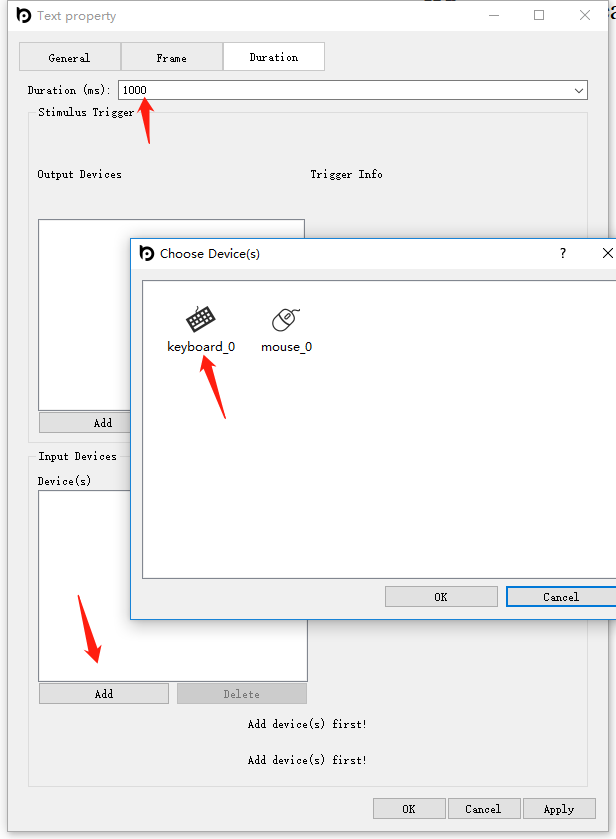 Text property
General Frame Duration
Duration (ms): 1000
Stimulus Trigger
Output Devices Trigger Info
Choose Device(s) ?
keyboard_0 mouse_0
Add
Input Devices
Device(s)
OK Cancel
Add Delete
Add device(s) first!
Add device(s) first!
OK Cancel Apply